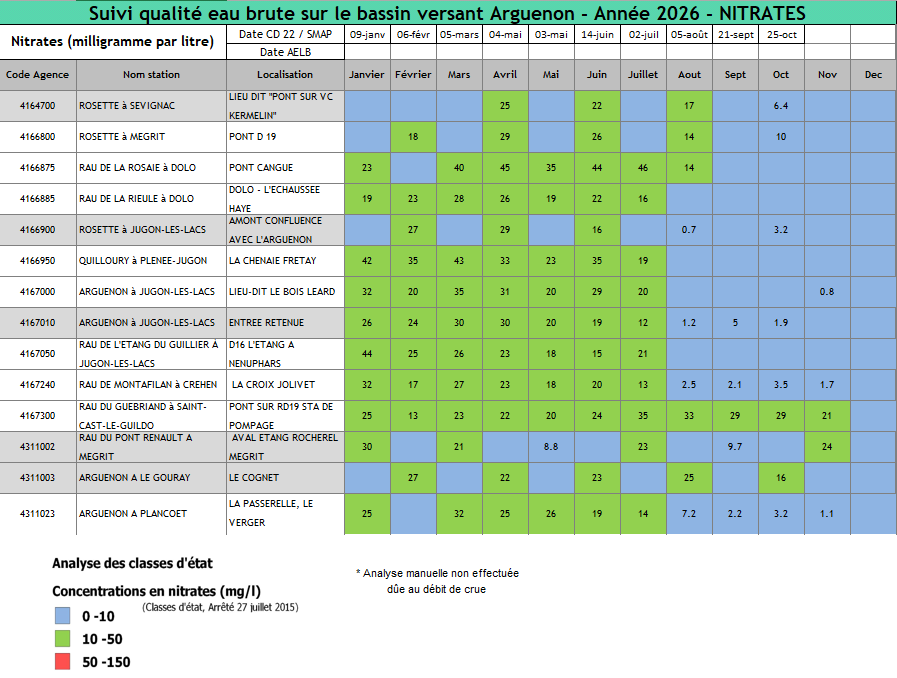 Suivi qualité eau brute sur le bassin versant Arguenon - Année 2026 - NITRATES
Nitrates (milligramme par litre) Date CD 22 / SMAP 09-janv 06-févr 05-mars 04-mai 03-mai 14-juin 02-juil 05-août 21-sept 25-oct
Date AELB
Code Agence Nom station Localisation Janvier Février Mars Avril Mai Juin Juillet Aout Sept Oct Nov Dec
4164700 ROSETTE à SEVIGNAC LIEU DIT "PONT SUR VC KERMELIN" 25 22 17 6.4
4166800 ROSETTE à MEGRIT PONT D 19 18 29 26 14 10
4166875 RAU DE LA ROSAIE à DOLO PONT CANGUE 23 40 45 35 44 46 14
4166885 RAU DE LA RIEULE à DOLO DOLO - L'ECHAUSSEE HAYE 19 23 28 26 19 22 16
4166900 ROSETTE à JUGON-LES-LACS AMONT CONFLUENCE AVEC L'ARGUENON 27 29 16 0.7 3.2
4166950 QUILLOURY à PLENEE-JUGON LA CHENAIE FRETAY 42 35 43 33 23 35 19
4167000 ARGUENON à JUGON-LES-LACS LIEU-DIT LE BOIS LEARD 32 20 35 31 20 29 20 0.8
4167010 ARGUENON à JUGON-LES-LACS ENTREE RETENUE 26 24 30 30 20 19 12 1.2 5 1.9
4167050 RAU DE L'ETANG DU GUILLIER À JUGON-LES-LACS D16 L'ETANG A NENUPHARS 44 25 26 23 18 15 21
4167240 RAU DE MONTAFILAN à CREHEN LA CROIX JOLIVET 32 17 27 23 18 20 13 2.5 2.1 3.5 1.7
4167300 RAU DU GUEBRIAND à SAINT-CAST-LE-GUILDO PONT SUR RD19 STA DE POMPAGE 25 13 23 22 20 24 35 33 29 29 21
4311002 RAU DU PONT RENAULT A MEGRIT AVAL ETANG ROCHEREL MEGRIT 30 21 8.8 23 9.7 24
4311003 ARGUENON A LE GOURAY LE COGNET 27 22 23 25 16
4311023 ARGUENON A PLANCOET LA PASSERELLE, LE VERGER 25 32 25 26 19 14 7.2 2.2 3.2 1.1
Analyse des classes d'état
Concentrations en nitrates (mg/l)
(Classes d'état, Arrêté 27 juillet 2015)
0 -10
10 -50
50 -150
* Analyse manuelle non effectuée
dûe au débit de crue